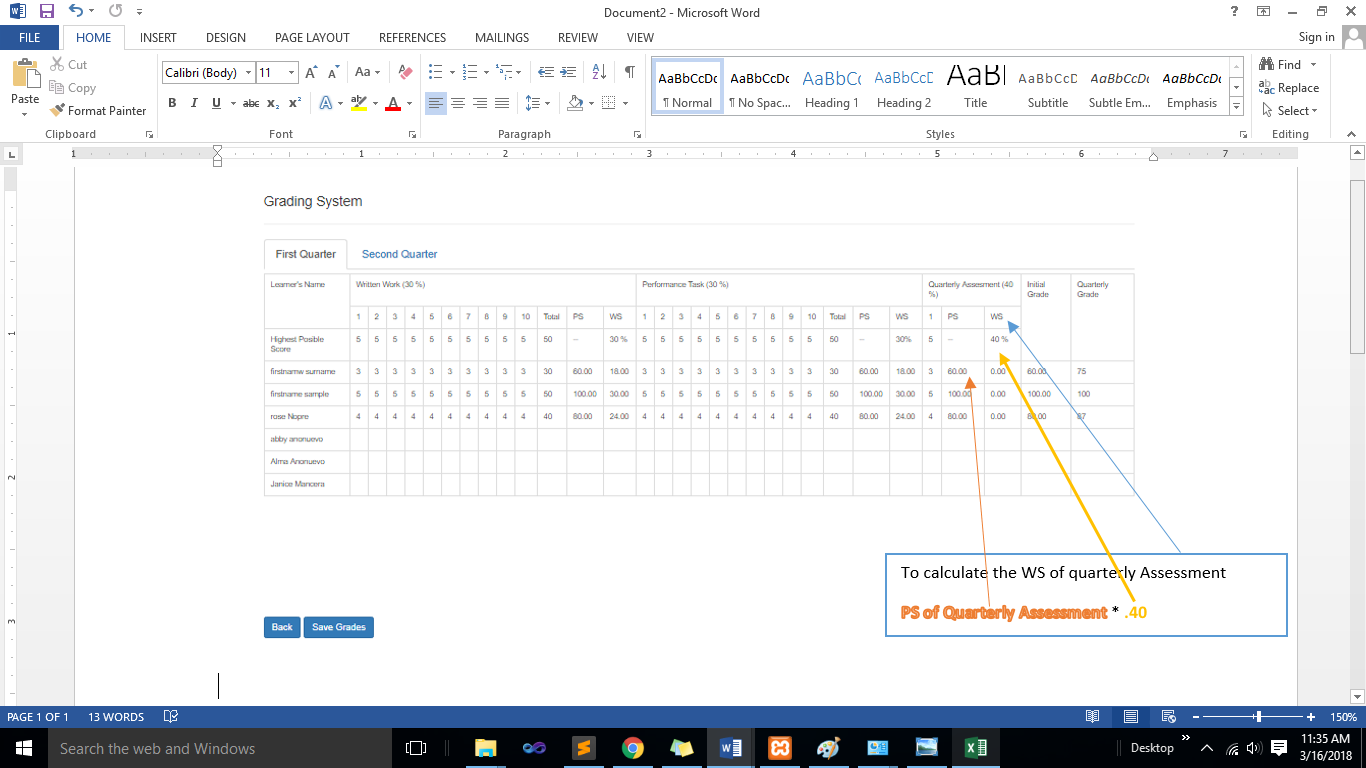 Document2 - Microsoft Word
?
FILE HOME INSERT DESIGN PAGE LAYOUT REFERENCES MAILINGS REVIEW VIEW Sign in
Paste
Cut
Copy
Format Painter
Clipboard
Calibri (Body) 11
Font
Paragraph
AaBbCcDc AaBbCcDc AaBbCc AaBbCcD AaBl AaBbCcD AaBbCcDc AaBbCcDc
¶ Normal ¶ No Spac... Heading 1 Heading 2 Title Subtitle Subtle Em... Emphasis
Styles
Find
Replace
Select
Editing
1 1 2 3 4 5 6 7
Grading System
First Quarter Second Quarter
Learner's Name Written Work (30 %) Performance Task (30 %) Quarterly Assesment (40 %) Initial Grade Quarterly Grade
1 2 3 4 5 6 7 8 9 10 Total PS WS 1 2 3 4 5 6 7 8 9 10 Total PS WS 1 PS WS
Highest Posible Score 5 5 5 5 5 5 5 5 5 5 50 -- 30 % 5 5 5 5 5 5 5 5 5 5 50 -- 30% 5 -- 40 %
firstnamw surname 3 3 3 3 3 3 3 3 3 3 30 60.00 18.00 3 3 3 3 3 3 3 3 3 3 30 60.00 18.00 3 60.00 0.00 60.00 75
firstname sample 5 5 5 5 5 5 5 5 5 5 50 100.00 30.00 5 5 5 5 5 5 5 5 5 5 50 100.00 30.00 5 100.00 0.00 100.00 100
rose Nopre 4 4 4 4 4 4 4 4 4 4 40 80.00 24.00 4 4 4 4 4 4 4 4 4 4 40 80.00 24.00 4 80.00 0.00 80.00 87
abby anonuevo
Alma Anonuevo
Janice Mancera
To calculate the WS of quarterly Assessment
PS of Quarterly Assessment * .40
Back Save Grades
PAGE 1 OF 1 13 WORDS 150%
Search the web and Windows
Desktop
11:35 AM
3/16/2018